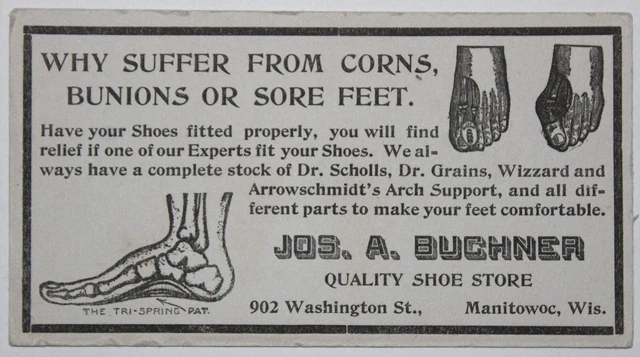 WHY SUFFER FROM CORNS,
BUNIONS OR SORE FEET.
Have your Shoes fitted properly, you will find
relief if one of our Experts fit your Shoes. We al-
ways have a complete stock of Dr. Scholls, Dr. Grains, Wizzard and
Arrowschmidt's Arch Support, and all dif-
ferent parts to make your feet comfortable.
JOS. A. BUCHNER
QUALITY SHOE STORE
902 Washington St., Manitowoc, Wis.
THE TRI-SPRING PAT.